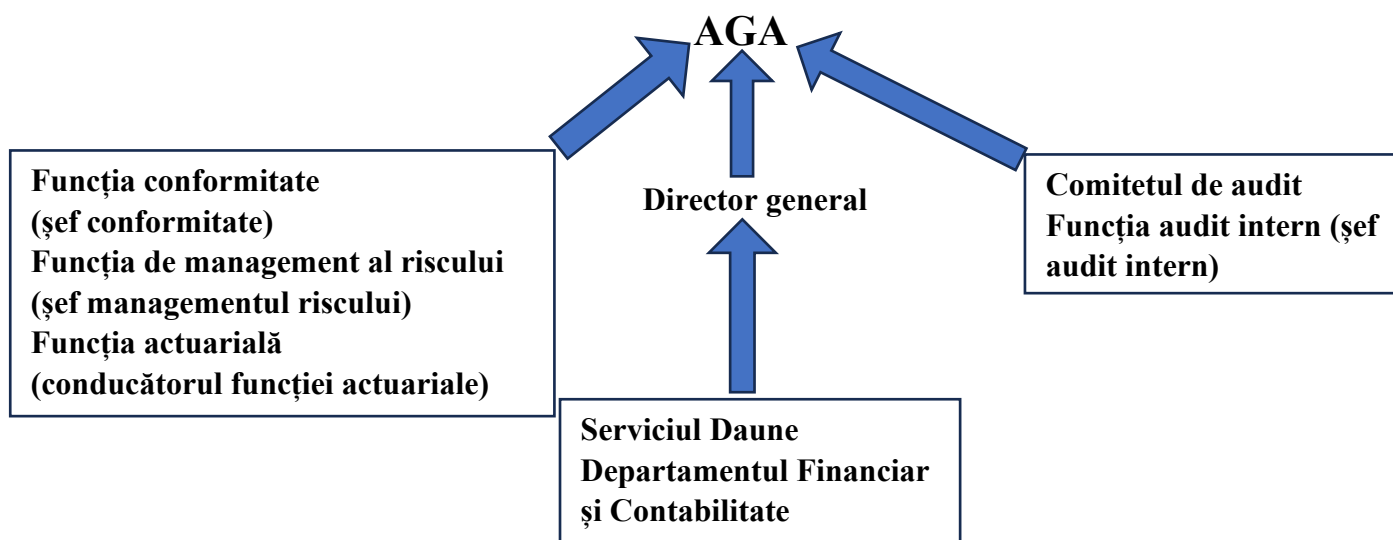 AGA
Funcția conformitate
(șef conformitate)
Funcția de management al riscului
(șef managementul riscului)
Funcția actuarială
(conducătorul funcției actuariale)
Director general
Comitetul de audit
Funcția audit intern (șef
audit intern)
Serviciul Daune
Departamentul Financiar
și Contabilitate